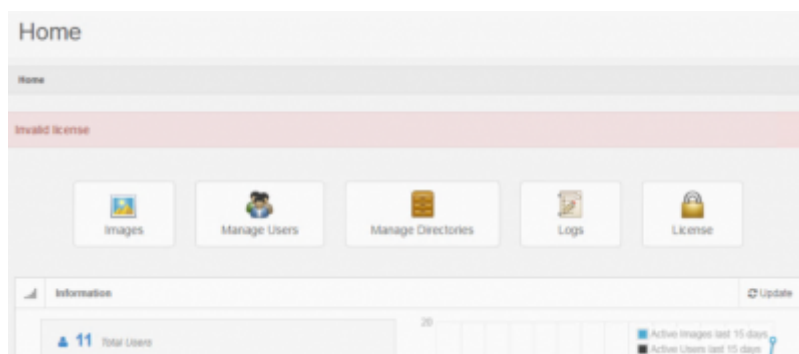 Home
Home
Invalid license
Images Manage Users Manage Directories Logs License
Information Update
11 Total Users
20
Active Images last 15 days
Active Users last 15 days